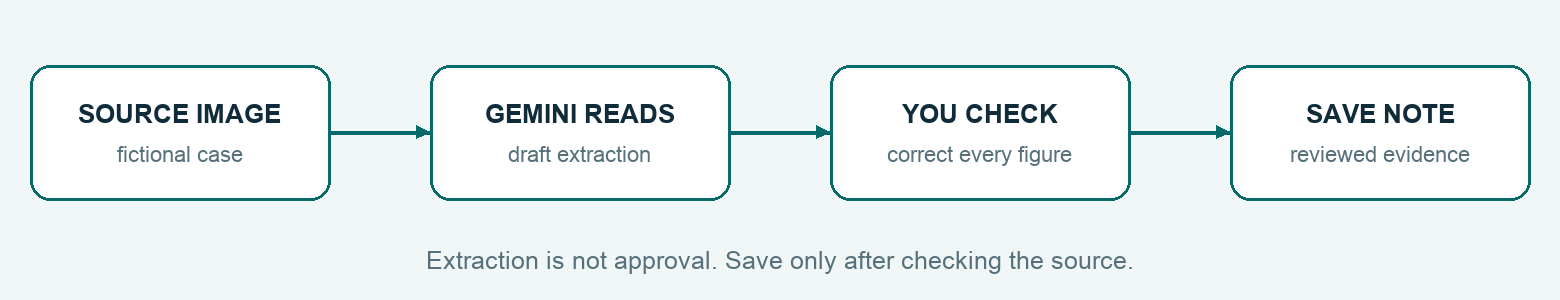 SOURCE IMAGE
fictional case
GEMINI READS
draft extraction
YOU CHECK
correct every figure
SAVE NOTE
reviewed evidence
Extraction is not approval. Save only after checking the source.